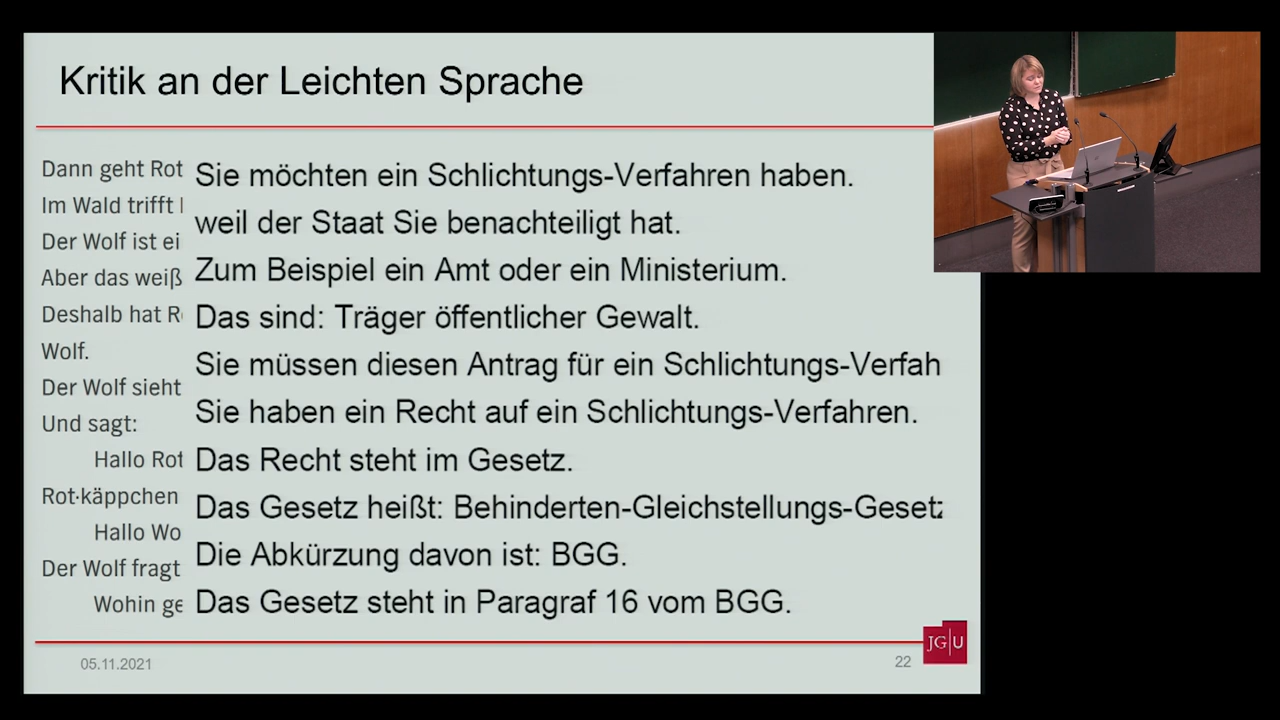 Kritik an der Leichten Sprache
Dann geht Rot
Im Wald trifft
Der Wolf ist ei
Aber das weiß
Deshalb hat R
Wolf.
Der Wolf sieht
Und sagt:
Hallo Rot
Rot·käppchen
Hallo Wo
Der Wolf fragt
Wohin ge
Sie möchten ein Schlichtungs-Verfahren haben.
weil der Staat Sie benachteiligt hat.
Zum Beispiel ein Amt oder ein Ministerium.
Das sind: Träger öffentlicher Gewalt.
Sie müssen diesen Antrag für ein Schlichtungs-Verfah
Sie haben ein Recht auf ein Schlichtungs-Verfahren.
Das Recht steht im Gesetz.
Das Gesetz heißt: Behinderten-Gleichstellungs-Gesetz
Die Abkürzung davon ist: BGG.
Das Gesetz steht in Paragraf 16 vom BGG.
05.11.2021
22
JG|U